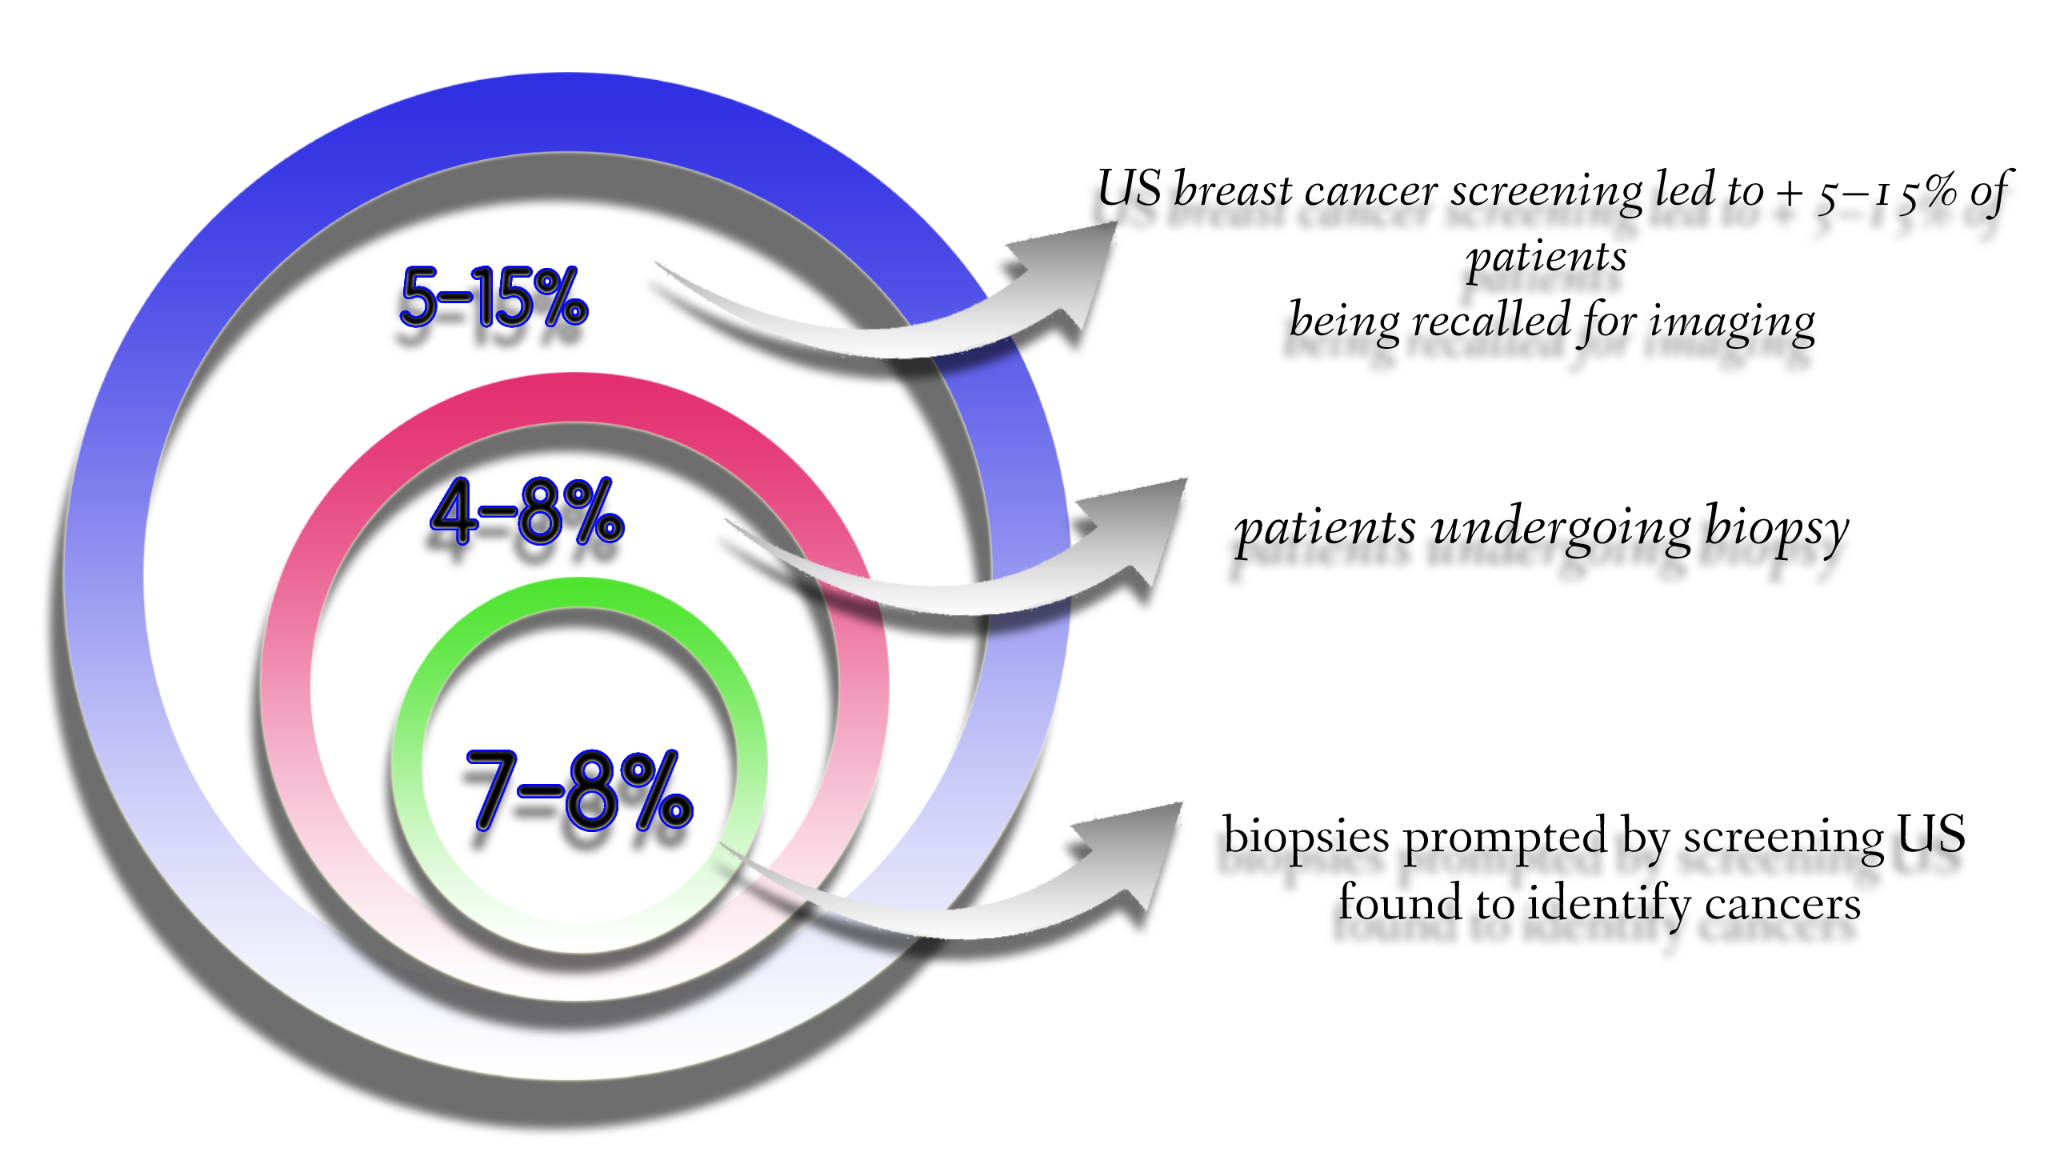 US breast cancer screening led to + 5–15% of
patients
being recalled for imaging
5–15%
4–8%
patients undergoing biopsy
7–8%
biopsies prompted by screening US
found to identify cancers